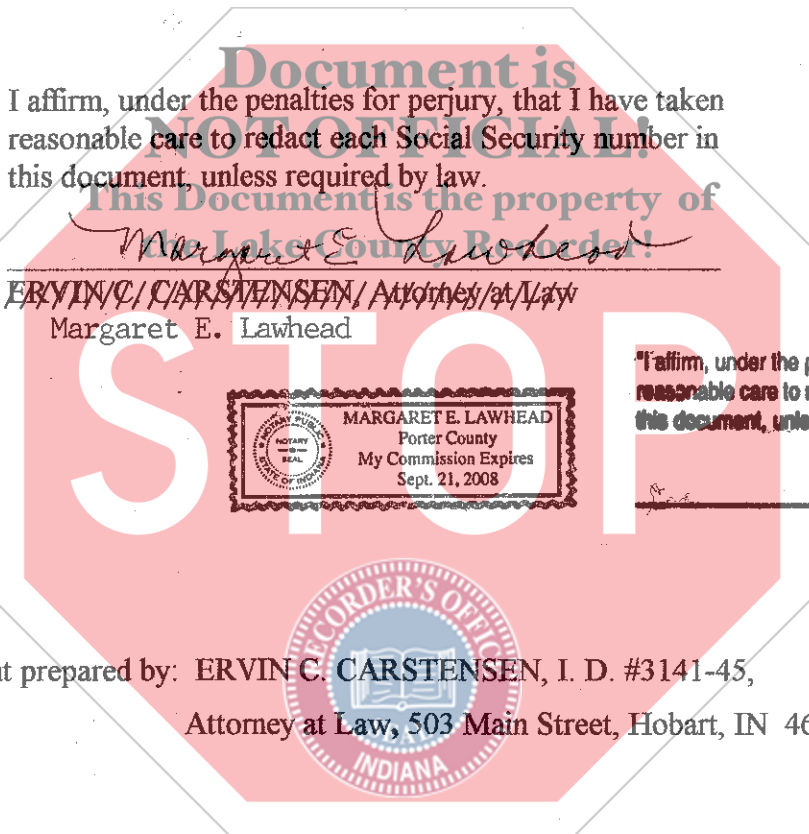 Document is
I affirm, under the penalties for perjury, that I have taken
NOT OFFICIAL!
reasonable care to redact each Social Security number in
this document, unless required by law.
This Document is the property of
the Lake County Recorder!
Margaret E Lawhead
ERVIN C. CARSTENSEN, Attorney at Law
Margaret E. Lawhead
STOP
"I affirm, under the p
reasonable care to r
this document, unle
NOTARY PUBLIC
NOTARY
SEAL
STATE OF INDIANA
MARGARET E. LAWHEAD
Porter County
My Commission Expires
Sept. 21, 2008
RECORDER'S OFFICE
t prepared by: ERVIN C. CARSTENSEN, I. D. #3141-45,
Attorney at Law, 503 Main Street, Hobart, IN 46
SEAL
INDIANA